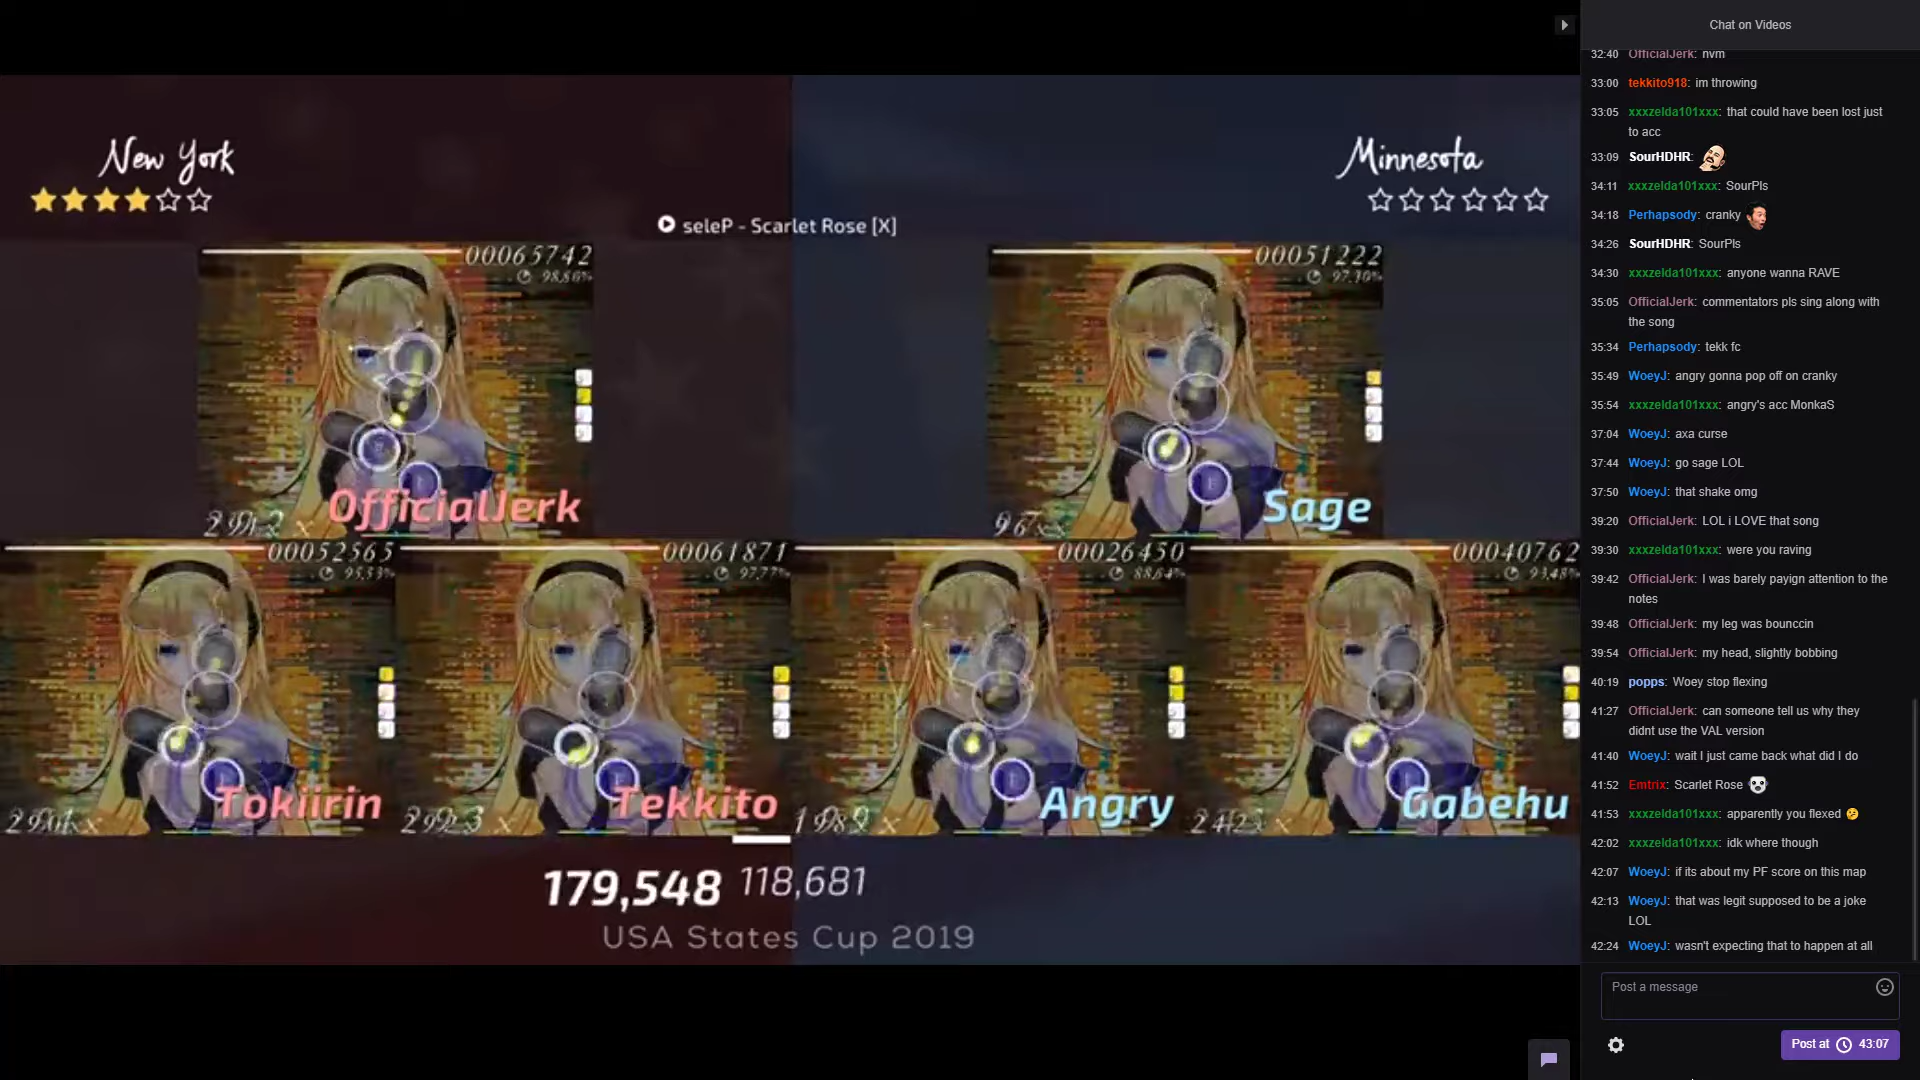 Chat on Videos
New York
Minnesota
seleP - Scarlet Rose [X]
00065742
98.86%
00051222
97.30%
OfficialJerk
Sage
967x
00052565
95.33%
00061871
97.77%
00026450
88.64%
00040762
93.48%
Tokiirin
Tekkito
Angry
Gabehu
179,548 118,681
USA States Cup 2019
32:40 OfficialJerk: nvm
33:00 tekkito918: im throwing
33:05 xxxzelda101xxx: that could have been lost just
to acc
33:09 SourHDHR:
34:11 xxxzelda101xxx: SourPls
34:18 Perhapsody: cranky
34:26 SourHDHR: SourPls
34:30 xxxzelda101xxx: anyone wanna RAVE
35:05 OfficialJerk: commentators pls sing along with
the song
35:34 Perhapsody: tekk fc
35:49 WoeyJ: angry gonna pop off on cranky
35:54 xxxzelda101xxx: angry's acc MonkaS
37:04 WoeyJ: axa curse
37:44 WoeyJ: go sage LOL
37:50 WoeyJ: that shake omg
39:20 OfficialJerk: LOL i LOVE that song
39:30 xxxzelda101xxx: were you raving
39:42 OfficialJerk: I was barely payign attention to the
notes
39:48 OfficialJerk: my leg was bounccin
39:54 OfficialJerk: my head, slightly bobbing
40:19 popps: Woey stop flexing
41:27 OfficialJerk: can someone tell us why they
didnt use the VAL version
41:40 WoeyJ: wait I just came back what did I do
41:52 Emtrix: Scarlet Rose
41:53 xxxzelda101xxx: apparently you flexed
42:02 xxxzelda101xxx: idk where though
42:07 WoeyJ: if its about my PF score on this map
42:13 WoeyJ: that was legit supposed to be a joke
LOL
42:24 WoeyJ: wasn't expecting that to happen at all
Post a message
Post at 43:07